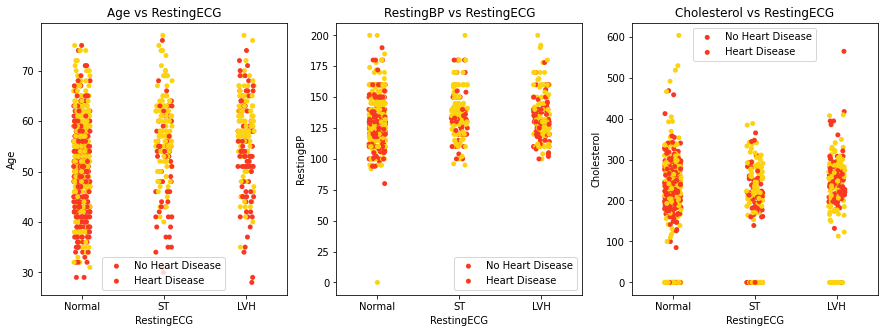 Age vs RestingECG
Age
70
60
50
40
30
No Heart Disease
Heart Disease
Normal
ST
LVH
RestingECG
RestingBP vs RestingECG
RestingBP
200
175
150
125
100
75
50
25
0
No Heart Disease
Heart Disease
Normal
ST
LVH
RestingECG
Cholesterol vs RestingECG
No Heart Disease
Heart Disease
Cholesterol
600
500
400
300
200
100
0
Normal
ST
LVH
RestingECG